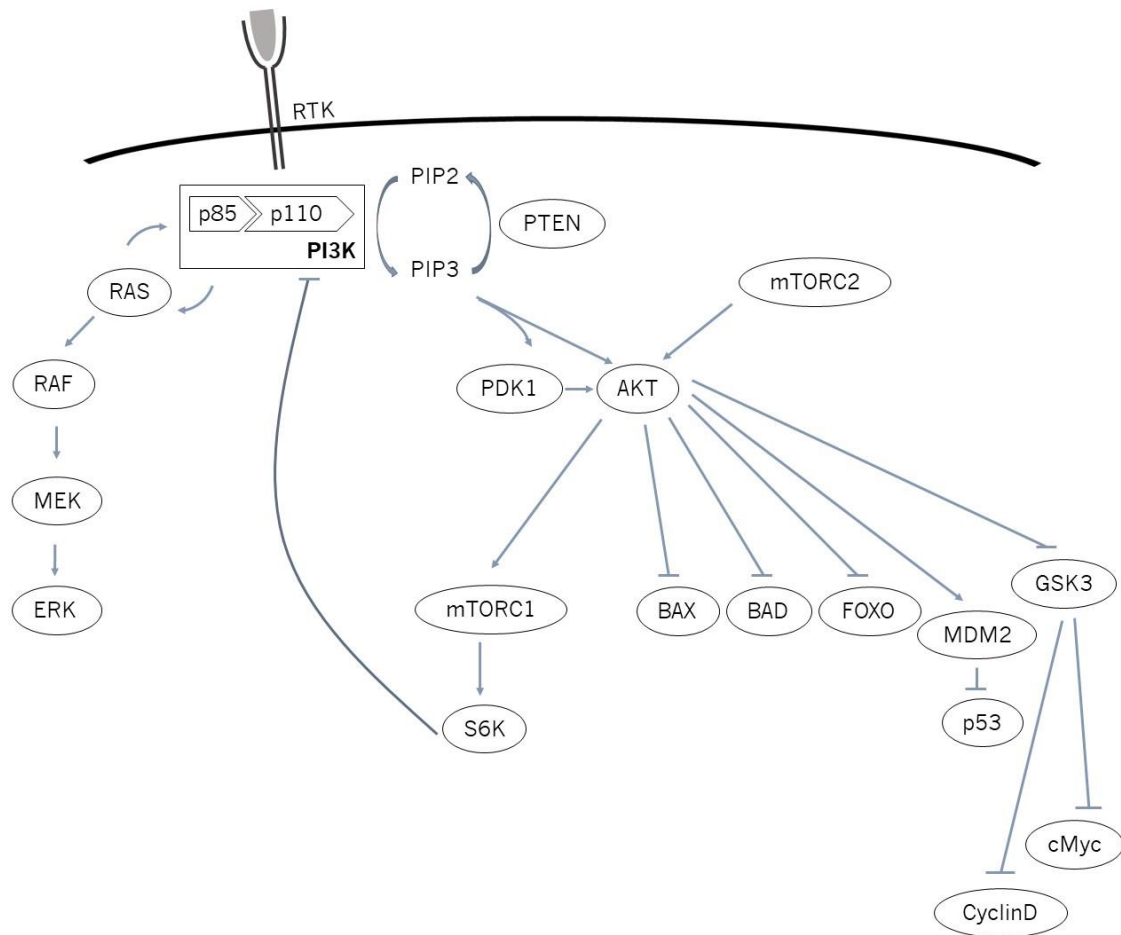 RTK
PIP2
p85 p110
PTEN
PI3K
PIP3
mTORC2
RAS
RAF
PDK1
AKT
MEK
GSK3
ERK
mTORC1
BAX
BAD
FOXO
MDM2
S6K
p53
cMyc
CyclinD